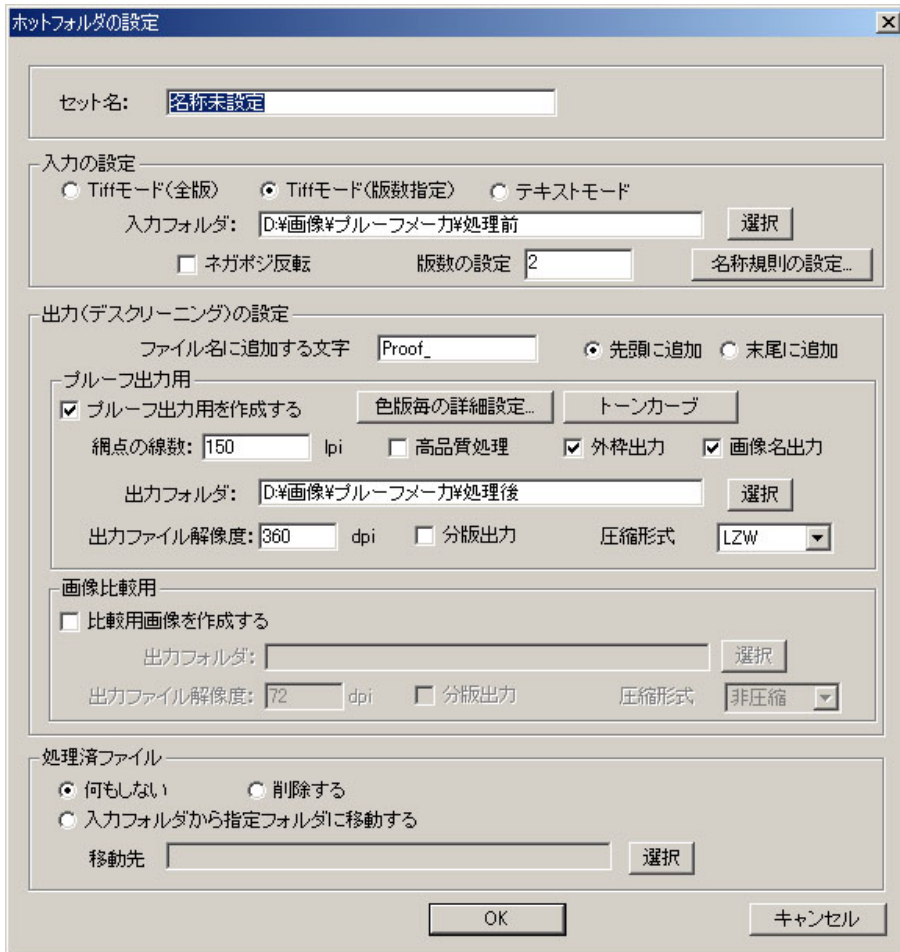 ホットフォルダの設定
セット名: 名称未設定
入力の設定
Tiffモード(全版) Tiffモード(版数指定) テキストモード
入力フォルダ: D:¥画像¥プルーフメーカ¥処理前 選択
ネガポジ反転 版数の設定 2 名称規則の設定...
出力(デスクリーニング)の設定
ファイル名に追加する文字 Proof_ 先頭に追加 末尾に追加
プルーフ出力用
プルーフ出力用を作成する 色版毎の詳細設定... トーンカーブ
網点の線数: 150 lpi 高品質処理 外枠出力 画像名出力
出力フォルダ: D:¥画像¥プルーフメーカ¥処理後 選択
出力ファイル解像度: 360 dpi 分版出力 圧縮形式 LZW
画像比較用
比較用画像を作成する
出力フォルダ: 選択
出力ファイル解像度: 72 dpi 分版出力 圧縮形式 非圧縮
処理済ファイル
何もしない 削除する
入力フォルダから指定フォルダに移動する
移動先 選択
OK キャンセル